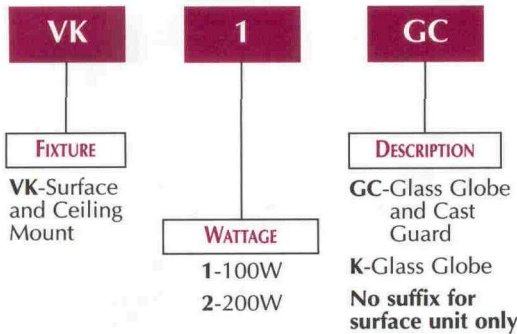 VK
1
GC
FIXTURE
VK-Surface
and Ceiling
Mount
WATTAGE
1-100W
2-200W
DESCRIPTION
GC-Glass Globe
and Cast
Guard
K-Glass Globe
No suffix for
surface unit only